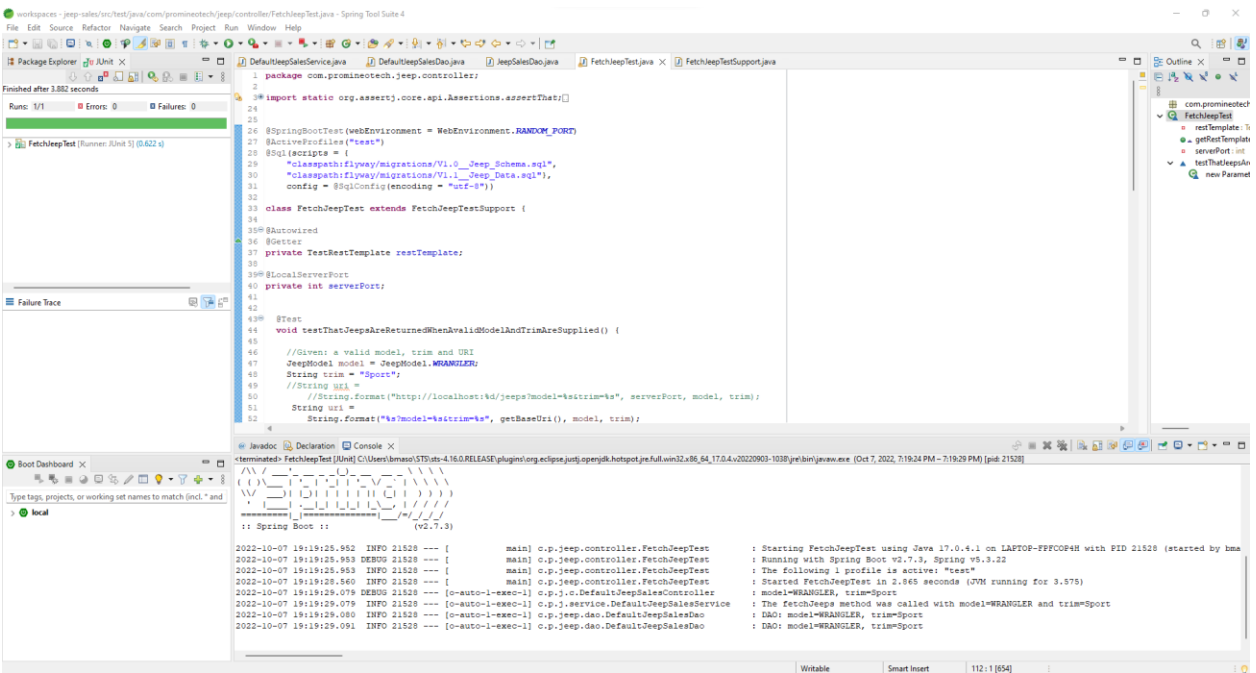 workspaces - jeep-sales/src/test/java/com/promineotech/jeep/controller/FetchJeepTest.java - Spring Tool Suite 4
File Edit Source Refactor Navigate Search Project Run Window Help
Package Explorer JUnit
Finished after 3.882 seconds
Runs: 1/1 Errors: 0 Failures: 0
FetchJeepTest [Runner: JUnit 5] (0.622 s)
Failure Trace
Boot Dashboard
Type tags, projects, or working set names to match (incl. * and
local
DefaultJeepSalesService.java DefaultJeepSalesDao.java JeepSalesDao.java FetchJeepTest.java FetchJeepTestSupport.java
1 package com.promineotech.jeep.controller;
2
3 import static org.assertj.core.api.Assertions.assertThat;
24
25
26 @SpringBootTest(webEnvironment = WebEnvironment.RANDOM_PORT)
27 @ActiveProfiles("test")
28 @Sql(scripts = {
29 "classpath:flyway/migrations/V1.0__Jeep_Schema.sql",
30 "classpath:flyway/migrations/V1.1__Jeep_Data.sql"},
31 config = @SqlConfig(encoding = "utf-8"))
32
33 class FetchJeepTest extends FetchJeepTestSupport {
34
35 @Autowired
36 @Getter
37 private TestRestTemplate restTemplate;
38
39 @LocalServerPort
40 private int serverPort;
41
42
43 @Test
44 void testThatJeepsAreReturnedWhenAvalidModelAndTrimAreSupplied() {
45
46 //Given: a valid model, trim and URI
47 JeepModel model = JeepModel.WRANGLER;
48 String trim = "Sport";
49 //String uri =
50 //String.format("http://localhost:%d/jeeps?model=%s&trim=%s", serverPort, model, trim);
51 String uri =
52 String.format("%s?model=%s&trim=%s", getBaseUri(), model, trim);
Outline
com.promineotech
FetchJeepTest
restTemplate : Te
getRestTemplate
serverPort : int
testThatJeepsAre
new Paramet
Javadoc Declaration Console
<terminated> FetchJeepTest [JUnit] C:\Users\bmaso\STS\sts-4.16.0.RELEASE\plugins\org.eclipse.justj.openjdk.hotspot.jre.full.win32.x86_64_17.0.4.v20220903-1038\jre\bin\javaw.exe (Oct 7, 2022, 7:19:24 PM – 7:19:29 PM) [pid: 21528]
:: Spring Boot :: (v2.7.3)
2022-10-07 19:19:25.952 INFO 21528 --- [ main] c.p.jeep.controller.FetchJeepTest : Starting FetchJeepTest using Java 17.0.4.1 on LAPTOP-FPFCOP4H with PID 21528 (started by bma
2022-10-07 19:19:25.953 DEBUG 21528 --- [ main] c.p.jeep.controller.FetchJeepTest : Running with Spring Boot v2.7.3, Spring v5.3.22
2022-10-07 19:19:25.953 INFO 21528 --- [ main] c.p.jeep.controller.FetchJeepTest : The following 1 profile is active: "test"
2022-10-07 19:19:28.560 INFO 21528 --- [ main] c.p.jeep.controller.FetchJeepTest : Started FetchJeepTest in 2.865 seconds (JVM running for 3.575)
2022-10-07 19:19:29.079 DEBUG 21528 --- [o-auto-1-exec-1] c.p.j.c.DefaultJeepSalesController : model=WRANGLER, trim=Sport
2022-10-07 19:19:29.079 INFO 21528 --- [o-auto-1-exec-1] c.p.j.service.DefaultJeepSalesService : The fetchJeeps method was called with model=WRANGLER and trim=Sport
2022-10-07 19:19:29.080 INFO 21528 --- [o-auto-1-exec-1] c.p.jeep.dao.DefaultJeepSalesDao : DAO: model=WRANGLER, trim=Sport
2022-10-07 19:19:29.091 INFO 21528 --- [o-auto-1-exec-1] c.p.jeep.dao.DefaultJeepSalesDao : DAO: model=WRANGLER, trim=Sport
Writable Smart Insert 112 : 1 [654]